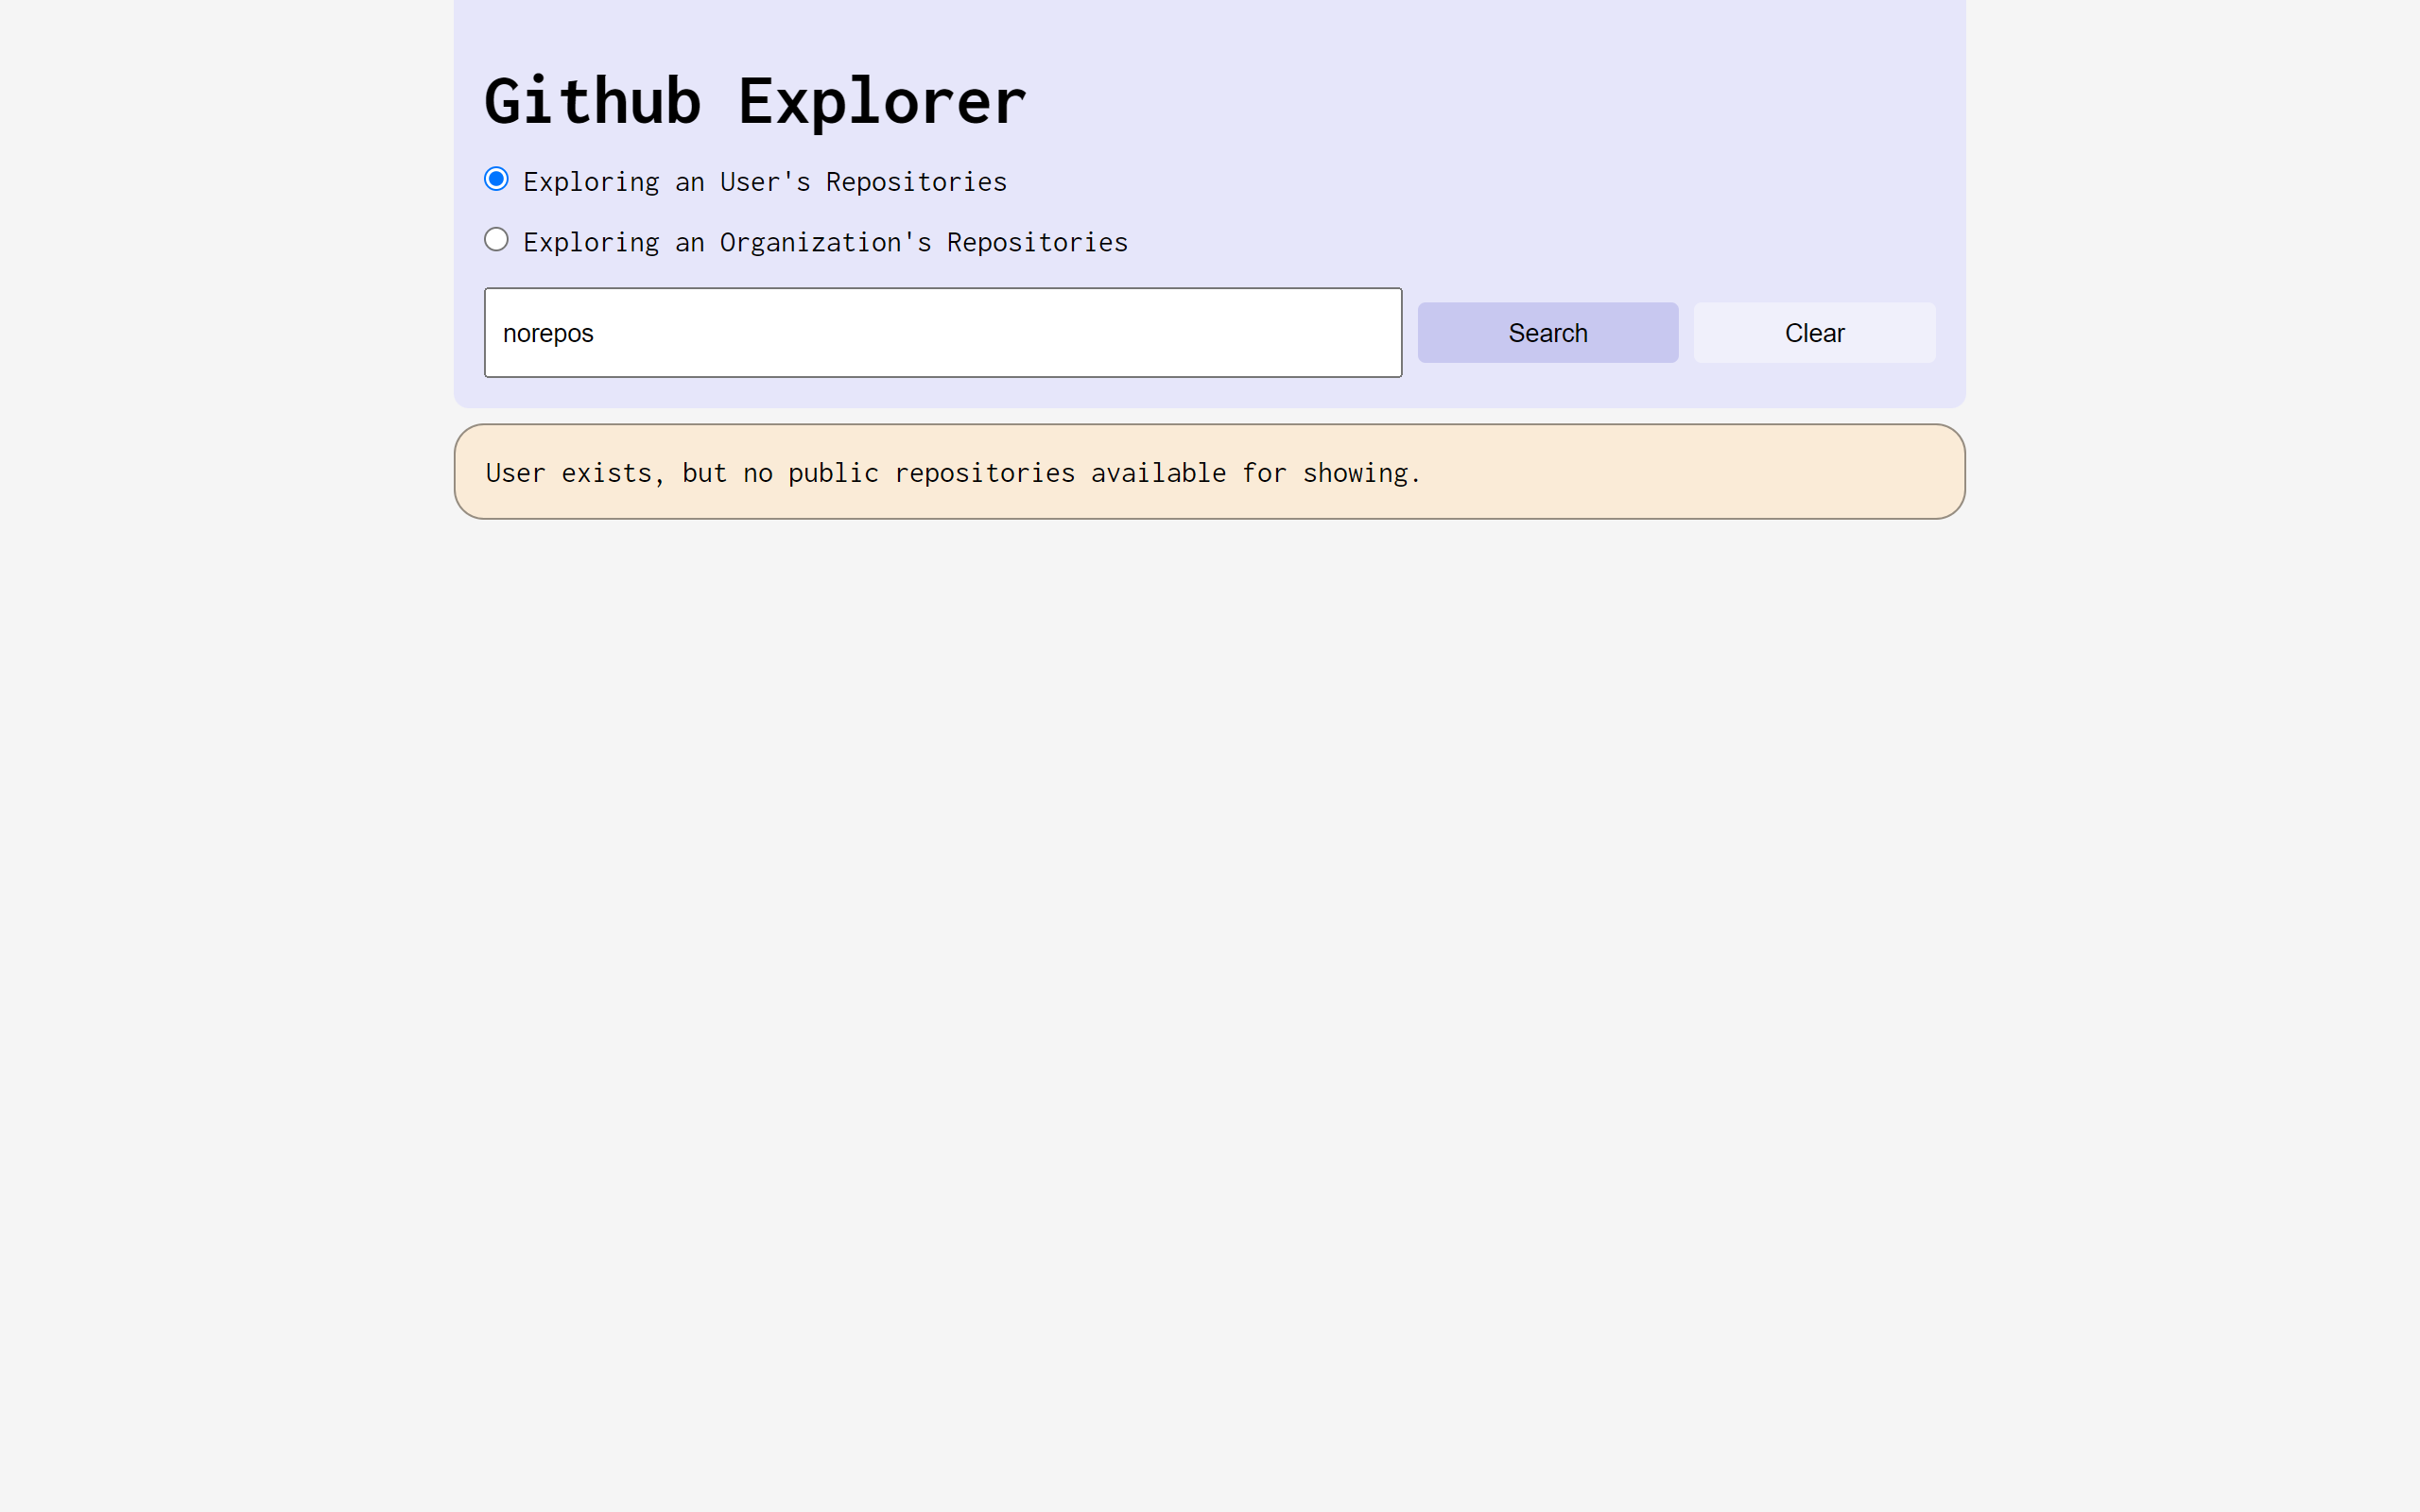 Github Explorer
Exploring an User's Repositories
Exploring an Organization's Repositories
norepos
Search
Clear
User exists, but no public repositories available for showing.